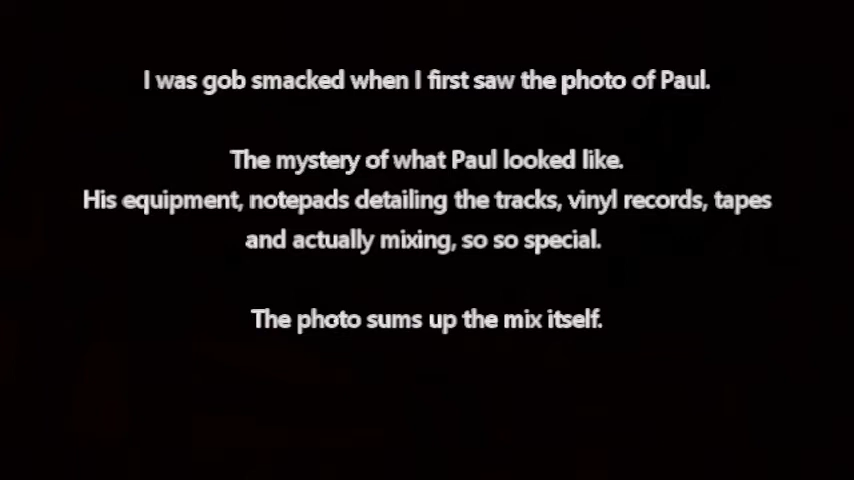 I was gob smacked when I first saw the photo of Paul.
The mystery of what Paul looked like.
His equipment, notepads detailing the tracks, vinyl records, tapes
and actually mixing, so so special.
The photo sums up the mix itself.